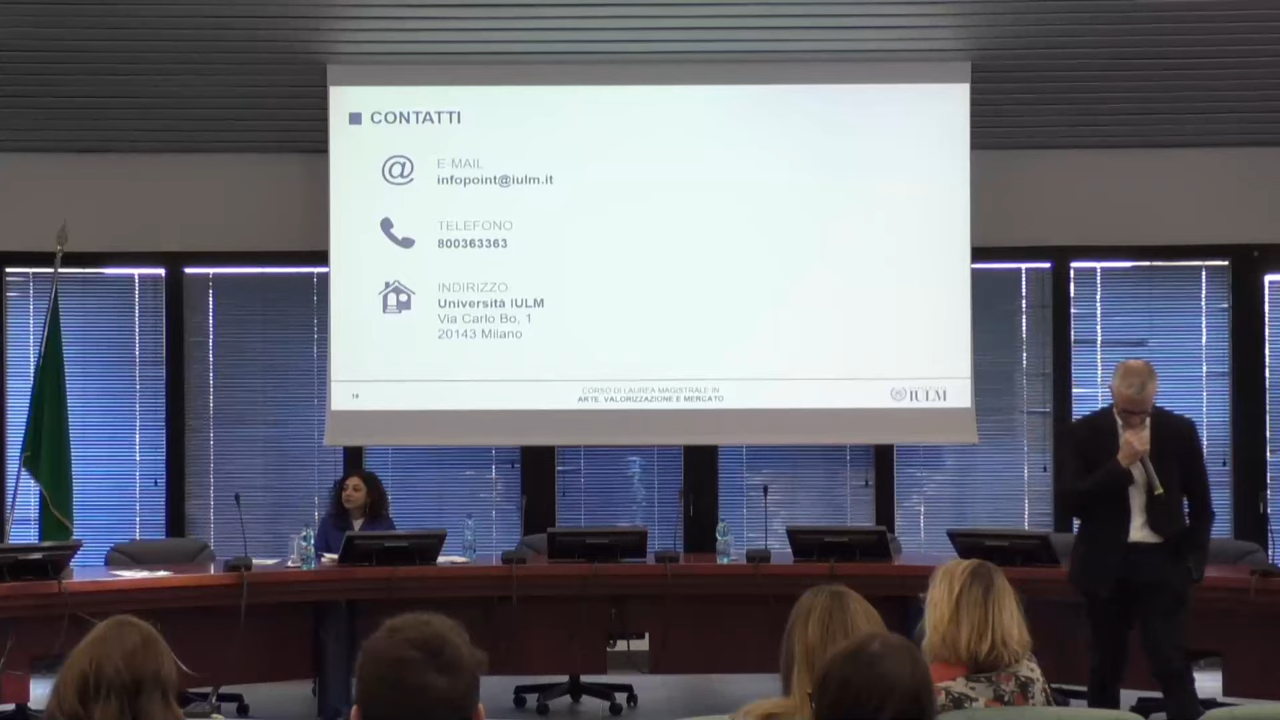 CONTATTI
E-MAIL
infopoint@iulm.it
TELEFONO
800363363
INDIRIZZO
Università IULM
Via Carlo Bo, 1
20143 Milano
CORSO DI LAUREA MAGISTRALE IN
ARTE, VALORIZZAZIONE E MERCATO
IULM